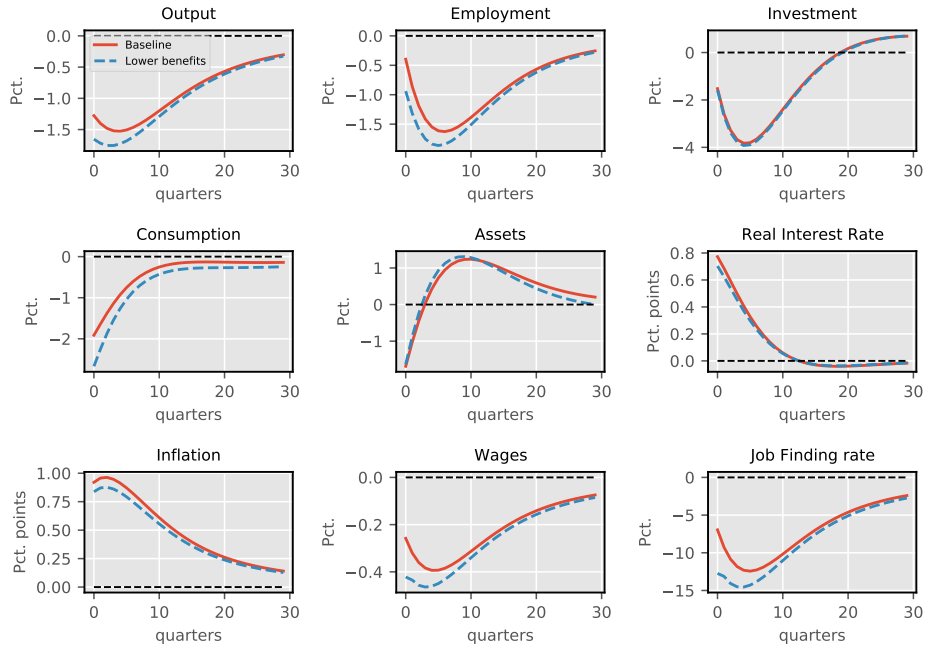 Output
0.0
−0.5
−1.0
−1.5
Pct.
Baseline
Lower benefits
0 10 20 30
quarters
Employment
0.0
−0.5
−1.0
−1.5
Pct.
0 10 20 30
quarters
Investment
0
−2
−4
Pct.
0 10 20 30
quarters
Consumption
0
−1
−2
Pct.
0 10 20 30
quarters
Assets
1
0
−1
Pct.
0 10 20 30
quarters
Real Interest Rate
0.8
0.6
0.4
0.2
0.0
Pct. points
0 10 20 30
quarters
Inflation
1.00
0.75
0.50
0.25
0.00
Pct. points
0 10 20 30
quarters
Wages
0.0
−0.2
−0.4
Pct.
0 10 20 30
quarters
Job Finding rate
0
−5
−10
−15
Pct.
0 10 20 30
quarters